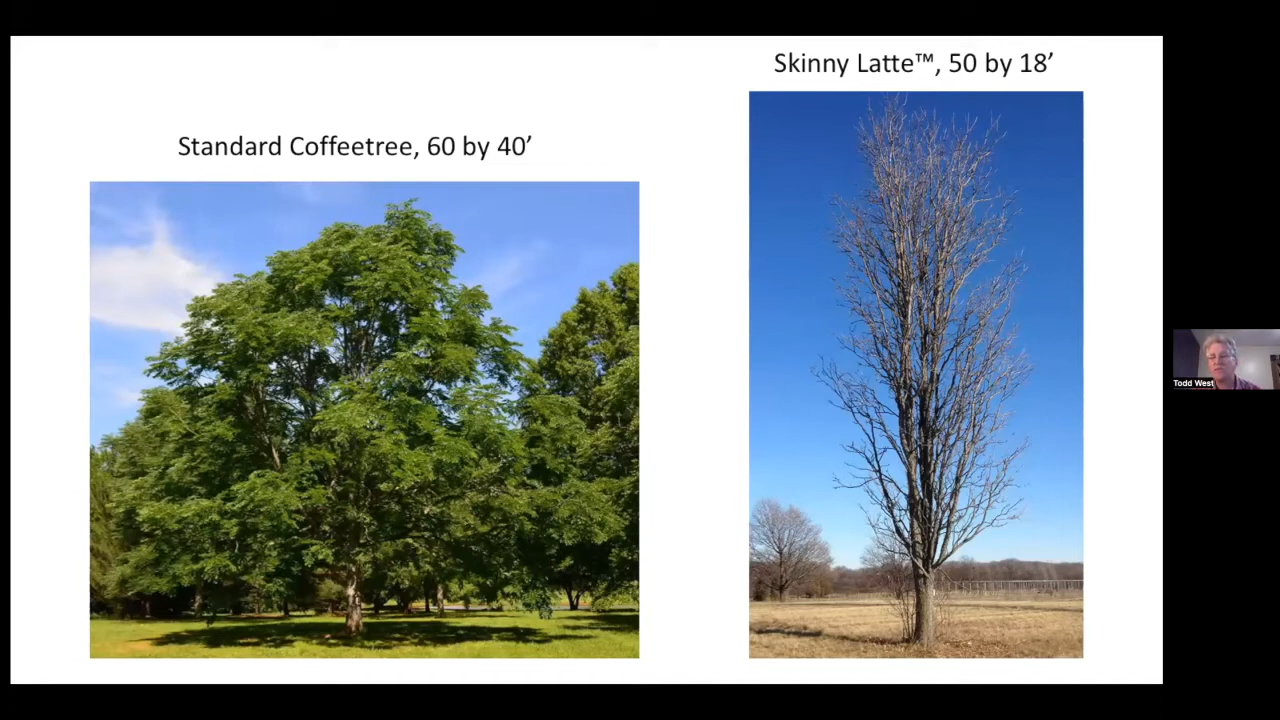 Skinny Latte™, 50 by 18’
Standard Coffeetree, 60 by 40’
Todd West